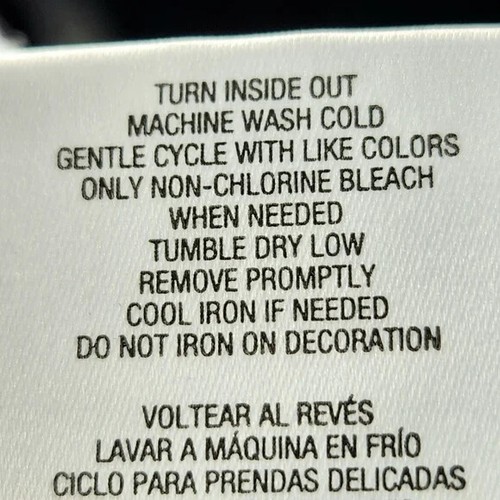 TURN INSIDE OUT
MACHINE WASH COLD
GENTLE CYCLE WITH LIKE COLORS
ONLY NON-CHLORINE BLEACH
WHEN NEEDED
TUMBLE DRY LOW
REMOVE PROMPTLY
COOL IRON IF NEEDED
DO NOT IRON ON DECORATION
VOLTEAR AL REVÉS
LAVAR A MÁQUINA EN FRÍO
CICLO PARA PRENDAS DELICADAS